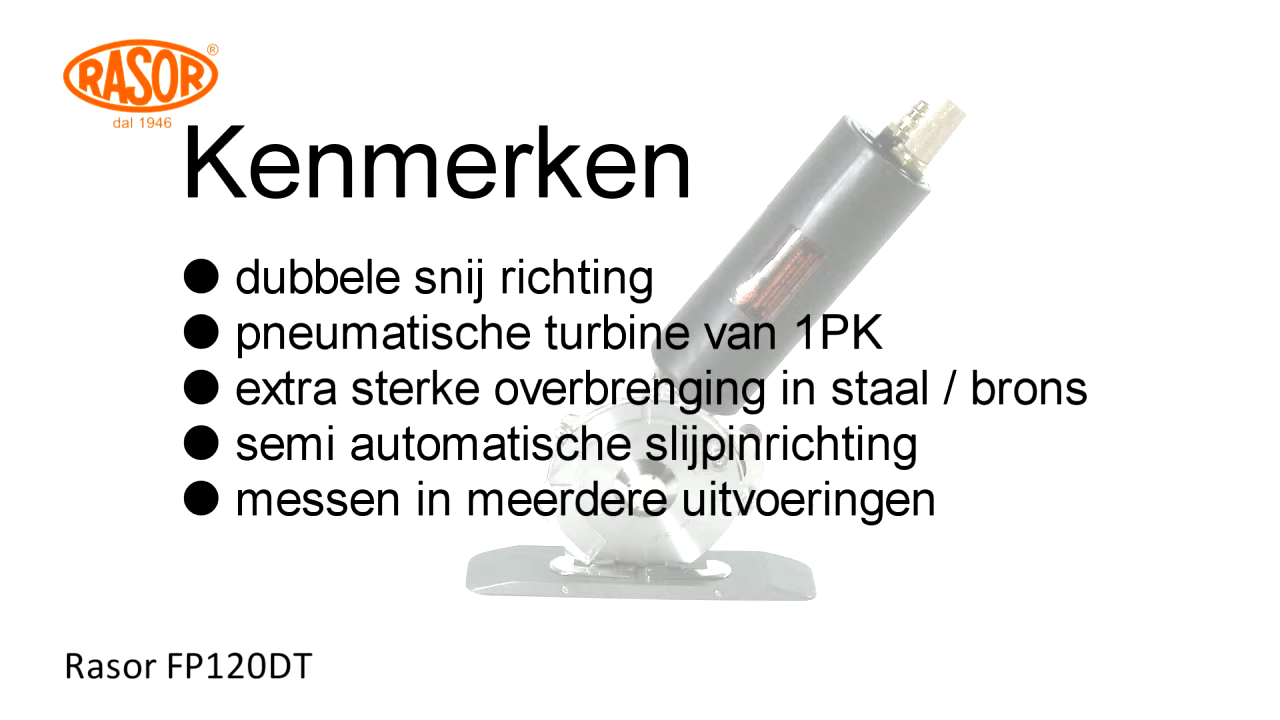 RASOR®
dal 1946
Kenmerken
● dubbele snij richting
● pneumatische turbine van 1PK
● extra sterke overbrenging in staal / brons
● semi automatische slijpinrichting
● messen in meerdere uitvoeringen
Rasor FP120DT